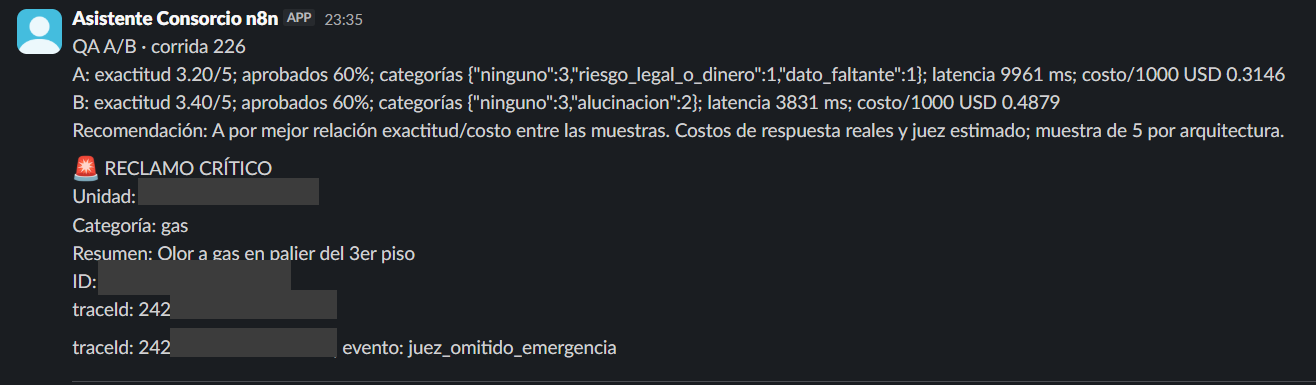 Asistente Consorcio n8n APP 23:35
QA A/B · corrida 226
A: exactitud 3.20/5; aprobados 60%; categorías {"ninguno":3,"riesgo_legal_o_dinero":1,"dato_faltante":1}; latencia 9961 ms; costo/1000 USD 0.3146
B: exactitud 3.40/5; aprobados 60%; categorías {"ninguno":3,"alucinacion":2}; latencia 3831 ms; costo/1000 USD 0.4879
Recomendación: A por mejor relación exactitud/costo entre las muestras. Costos de respuesta reales y juez estimado; muestra de 5 por arquitectura.
🚨 RECLAMO CRÍTICO
Unidad:
Categoría: gas
Resumen: Olor a gas en palier del 3er piso
ID:
traceId: 242
traceId: 242 evento: juez_omitido_emergencia